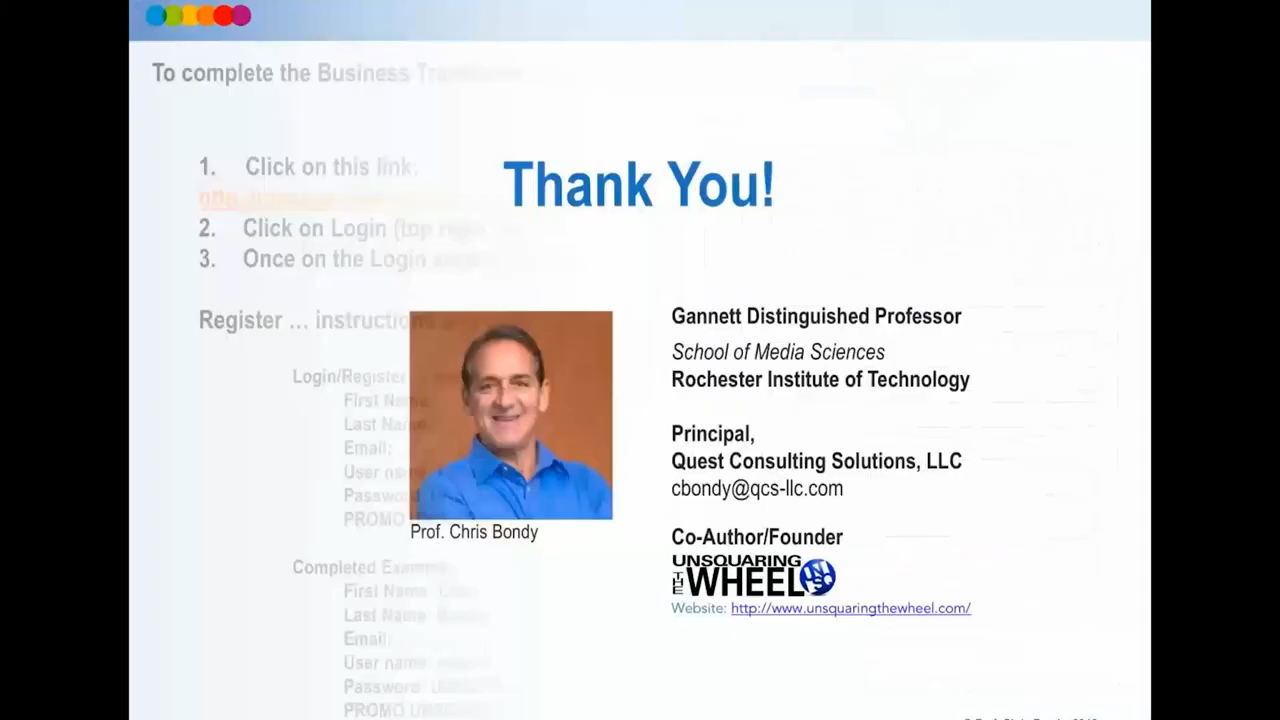 To complete the Business
1. Click on this link:
2. Click on Login (top right
3. Once on the Login
Register … instructions
Login/Register
First Name
Last Name
Email:
User name
Password
PROMO
Completed Example
First Name
Last Name
Email:
User name
Password
PROMO
Thank You!
Prof. Chris Bondy
Gannett Distinguished Professor
School of Media Sciences
Rochester Institute of Technology
Principal,
Quest Consulting Solutions, LLC
cbondy@qcs-llc.com
Co-Author/Founder
UNSQUARING
THE WHEEL
Website: http://www.unsquaringthewheel.com/